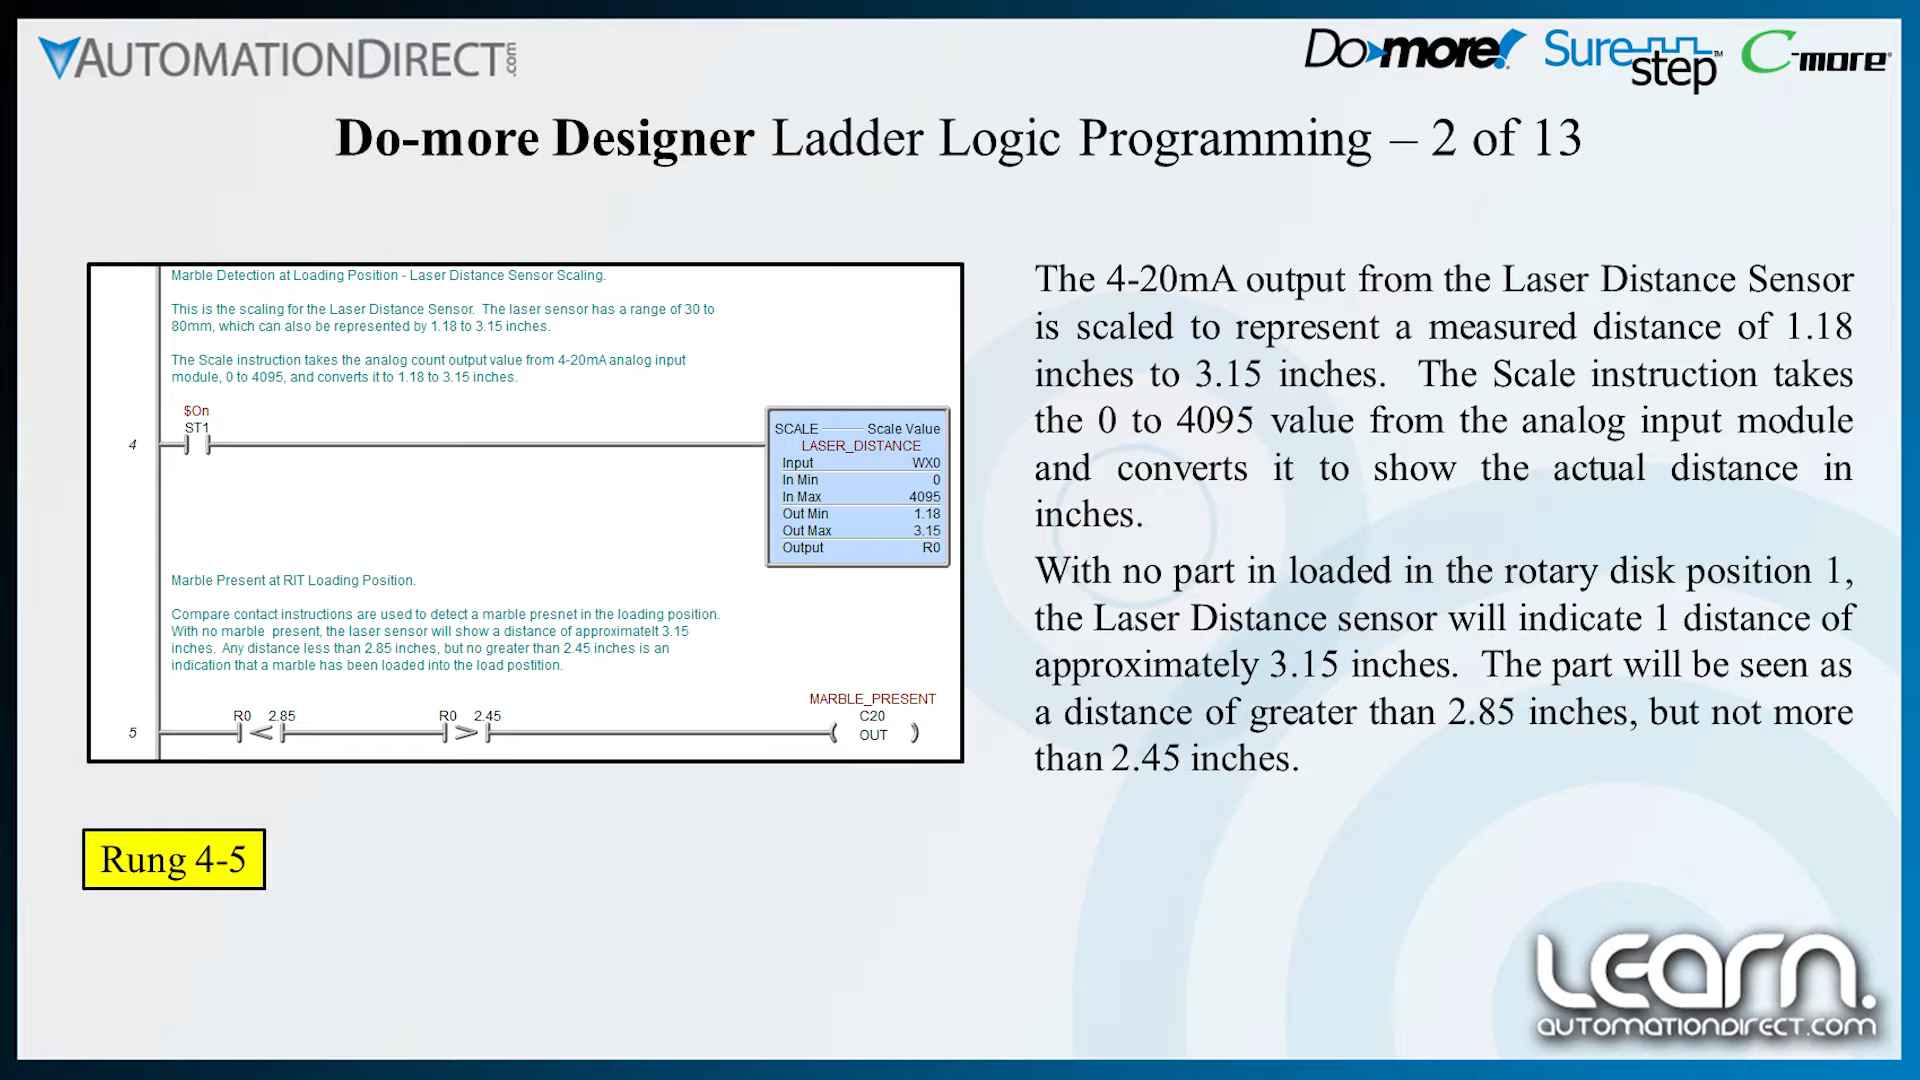 AUTOMATIONDIRECT.com
Do-more! SureStep™ C-more®
Do-more Designer Ladder Logic Programming – 2 of 13
Marble Detection at Loading Position - Laser Distance Sensor Scaling.
This is the scaling for the Laser Distance Sensor.  The laser sensor has a range of 30 to
80mm, which can also be represented by 1.18 to 3.15 inches.
The Scale instruction takes the analog count output value from 4-20mA analog input
module, 0 to 4095, and converts it to 1.18 to 3.15 inches.
$On
ST1
4
SCALE Scale Value
LASER_DISTANCE
Input WX0
In Min 0
In Max 4095
Out Min 1.18
Out Max 3.15
Output R0
Marble Present at RIT Loading Position.
Compare contact instructions are used to detect a marble presnet in the loading position.
With no marble  present, the laser sensor will show a distance of approximatelt 3.15
inches.  Any distance less than 2.85 inches, but no greater than 2.45 inches is an
indication that a marble has been loaded into the load postition.
MARBLE_PRESENT
R0 2.85 R0 2.45 C20
5 < > OUT
Rung 4-5
The 4-20mA output from the Laser Distance Sensor
is scaled to represent a measured distance of 1.18
inches to 3.15 inches.  The Scale instruction takes
the 0 to 4095 value from the analog input module
and converts it to show the actual distance in
inches.
With no part in loaded in the rotary disk position 1,
the Laser Distance sensor will indicate 1 distance of
approximately 3.15 inches.  The part will be seen as
a distance of greater than 2.85 inches, but not more
than 2.45 inches.
LEARN.
AUTOMATIONDIRECT.COM